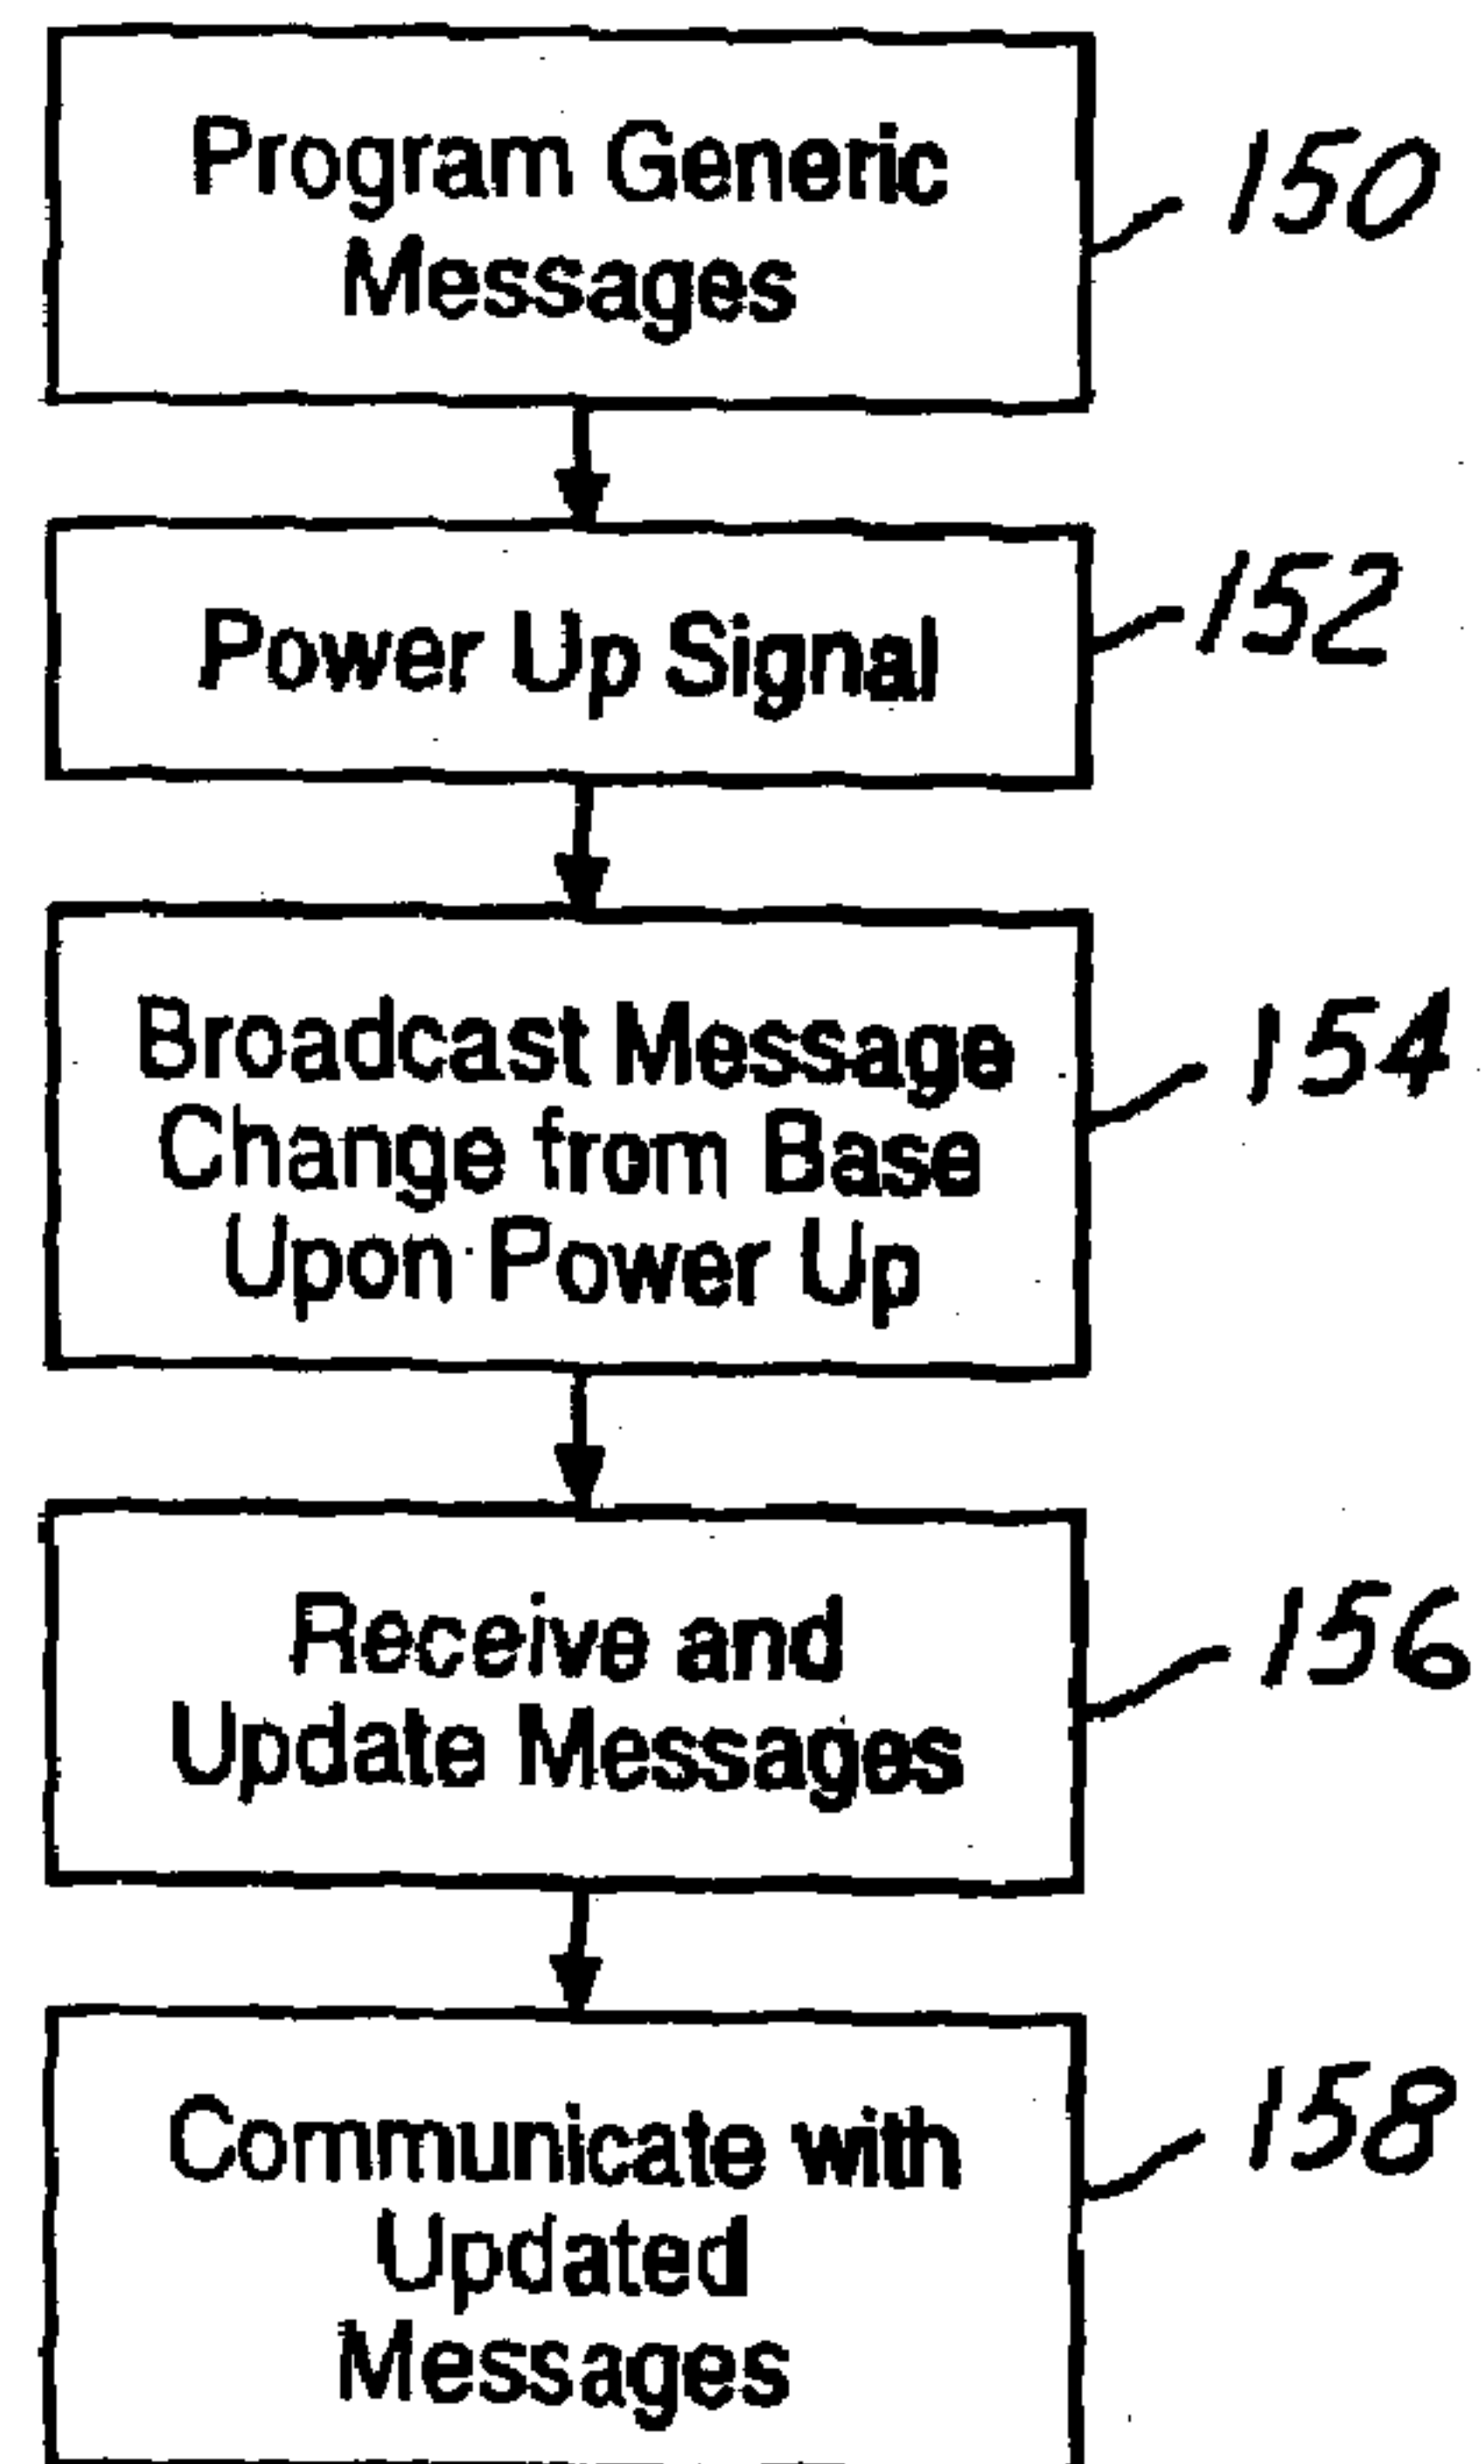 Program Generic
Messages
150
Power Up Signal
152
Broadcast Message
Change from Base
Upon Power Up
154
Receive and
Update Messages
156
Communicate with
Updated
Messages
158